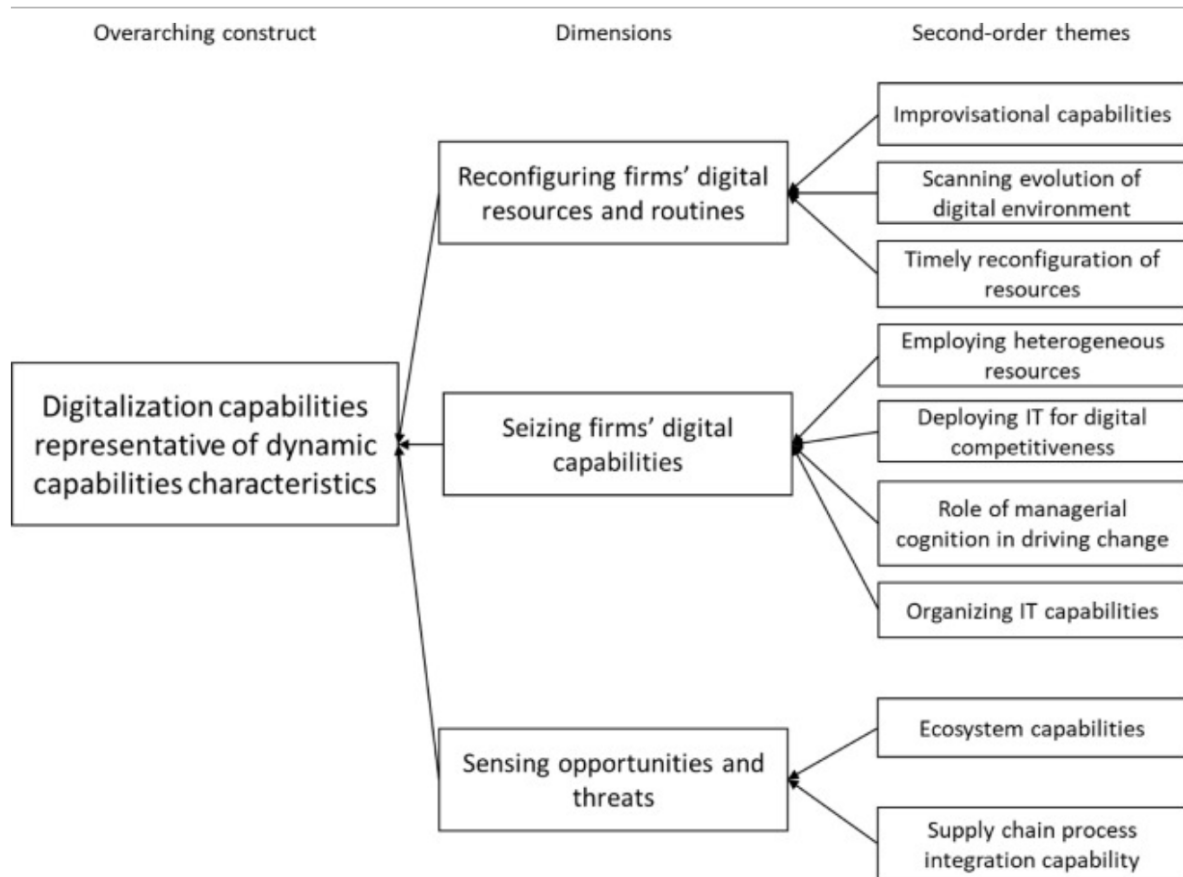 Overarching construct
Dimensions
Second-order themes
Digitalization capabilities
representative of dynamic
capabilities characteristics
Reconfiguring firms’ digital
resources and routines
Improvisational capabilities
Scanning evolution of
digital environment
Timely reconfiguration of
resources
Seizing firms’ digital
capabilities
Employing heterogeneous
resources
Deploying IT for digital
competitiveness
Role of managerial
cognition in driving change
Organizing IT capabilities
Sensing opportunities and
threats
Ecosystem capabilities
Supply chain process
integration capability